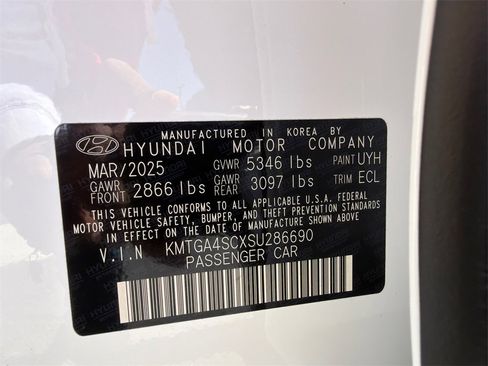 MANUFACTURED IN KOREA BY
HYUNDAI MOTOR COMPANY
MAR/2025 GVWR 5346 lbs PAINT UYH
GAWR FRONT 2866 lbs GAWR REAR 3097 lbs TRIM ECL
THIS VEHICLE CONFORMS TO ALL APPLICABLE U.S.A. FEDERAL
MOTOR VEHICLE SAFETY, BUMPER, AND THEFT PREVENTION STANDARDS
IN EFFECT ON THE DATE OF MANUFACTURE SHOWN ABOVE.
V.I.N KMTGA4SCXSU286690
PASSENGER CAR